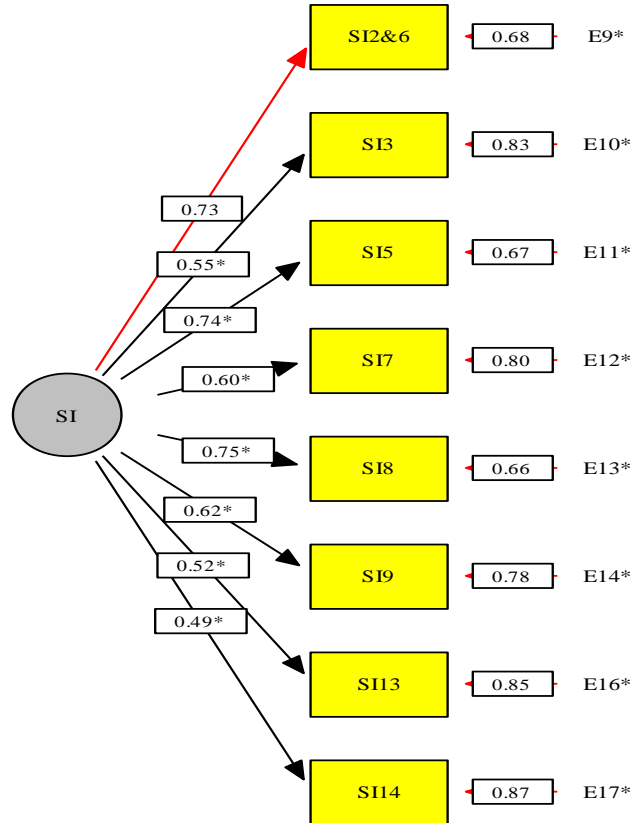 SI2&6 0.68 E9*
SI3 0.83 E10*
0.73
SI5 0.67 E11*
0.55*
0.74*
SI7 0.80 E12*
0.60*
SI
0.75*
SI8 0.66 E13*
0.62*
0.52*
SI9 0.78 E14*
0.49*
SI13 0.85 E16*
SI14 0.87 E17*